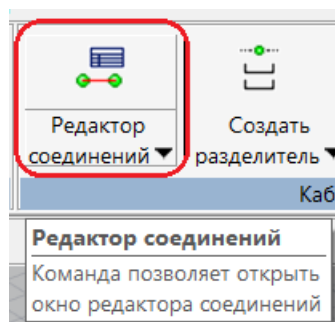 Редактор
соединений
Создать
разделитель
Каб
Редактор соединений
Команда позволяет открыть
окно редактора соединений